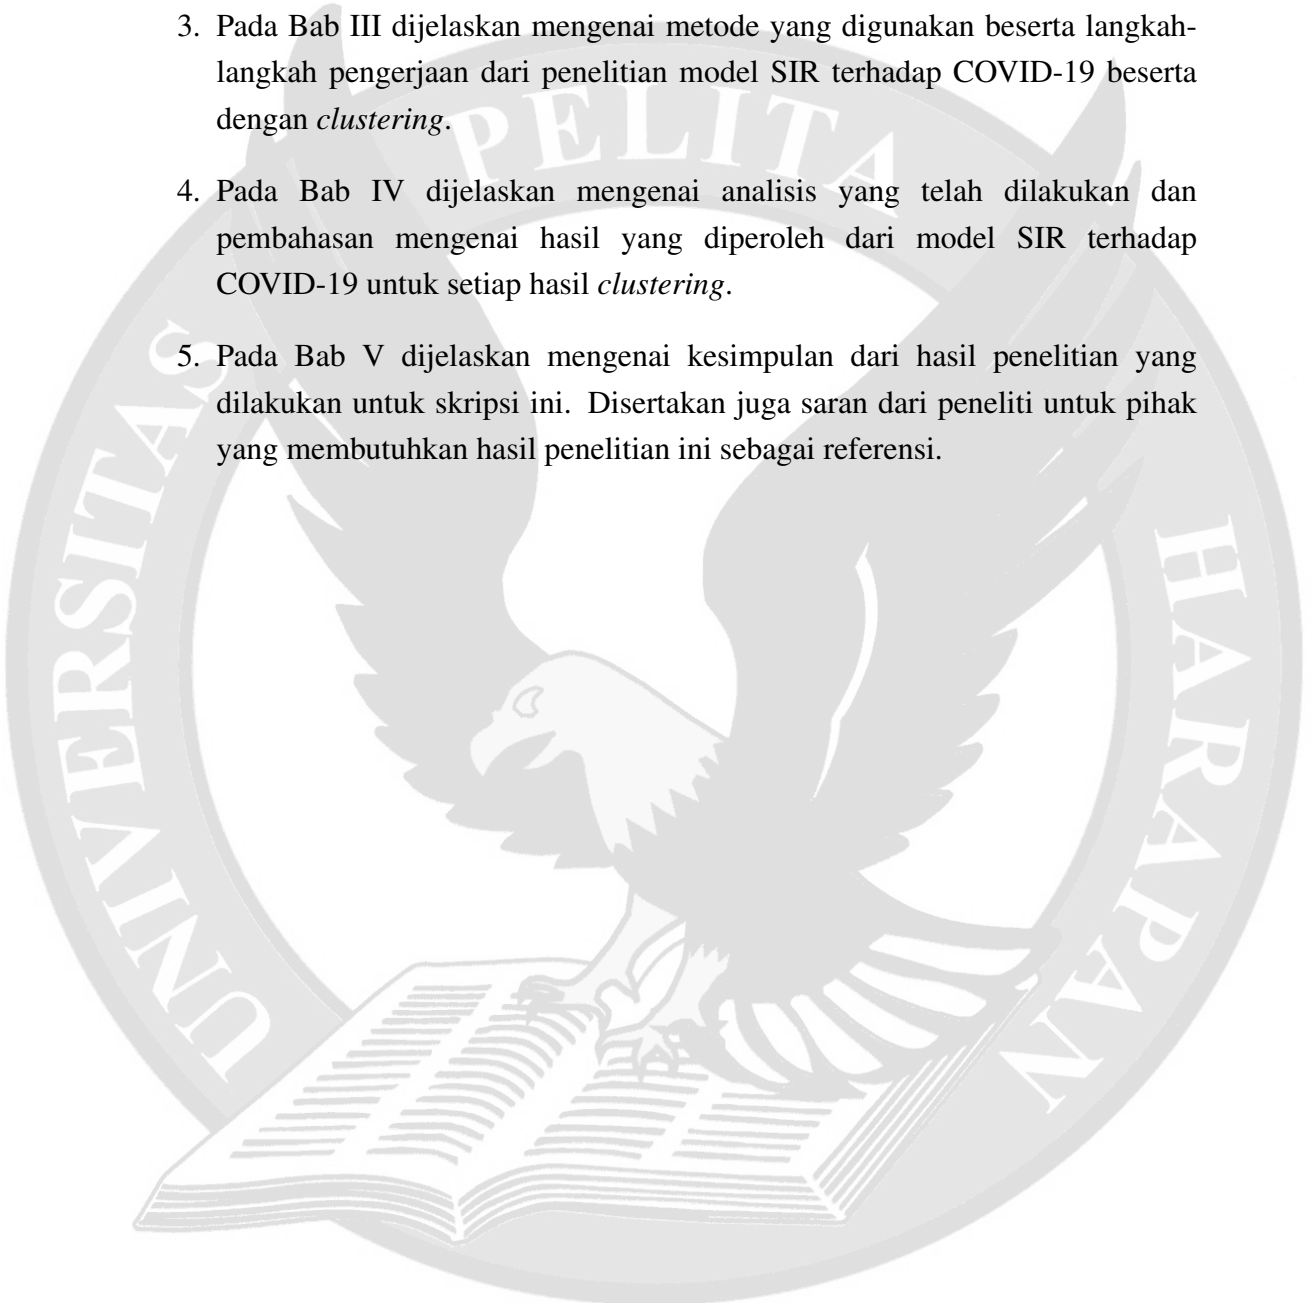 3. Pada Bab III dijelaskan mengenai metode yang digunakan beserta langkah-
langkah pengerjaan dari penelitian model SIR terhadap COVID-19 beserta
dengan clustering.
4. Pada Bab IV dijelaskan mengenai analisis yang telah dilakukan dan
pembahasan mengenai hasil yang diperoleh dari model SIR terhadap
COVID-19 untuk setiap hasil clustering.
5. Pada Bab V dijelaskan mengenai kesimpulan dari hasil penelitian yang
dilakukan untuk skripsi ini. Disertakan juga saran dari peneliti untuk pihak
yang membutuhkan hasil penelitian ini sebagai referensi.
UNIVERSITAS PELITA HARAPAN